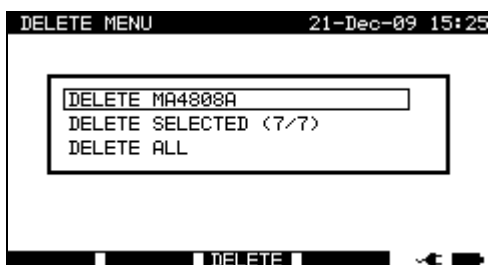 DELETE MENU 21-Dec-09 15:25
DELETE MA4808A
DELETE SELECTED (7/7)
DELETE ALL
DELETE